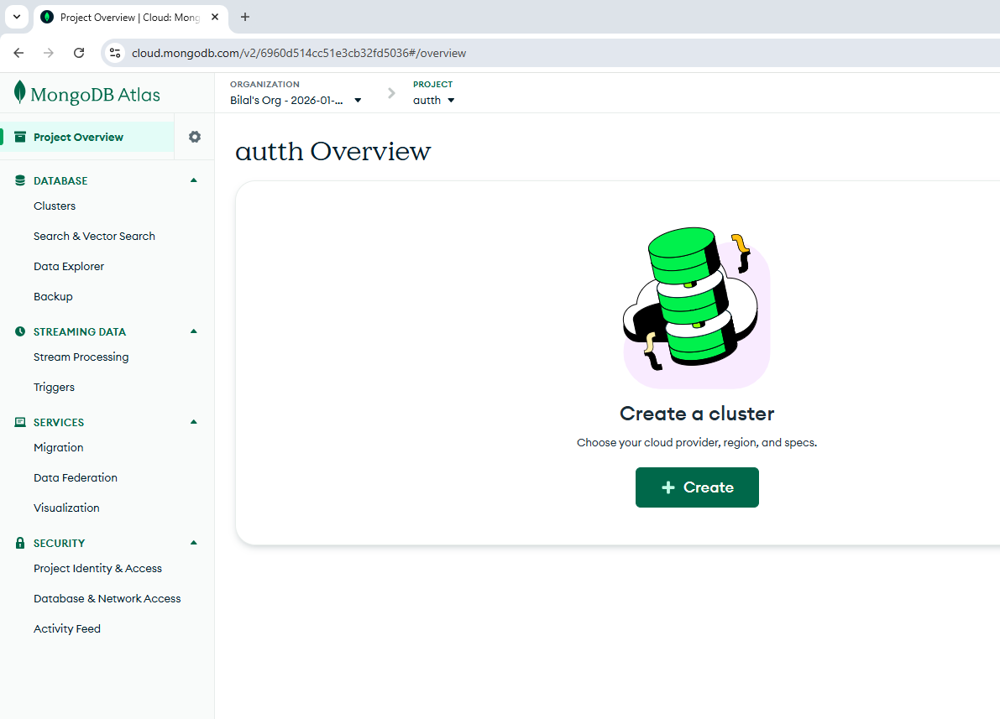 Project Overview | Cloud: Mong
cloud.mongodb.com/v2/6960d514cc51e3cb32fd5036#/overview
MongoDB Atlas
ORGANIZATION
Bilal's Org - 2026-01-...
PROJECT
autth
Project Overview
DATABASE
Clusters
Search & Vector Search
Data Explorer
Backup
STREAMING DATA
Stream Processing
Triggers
SERVICES
Migration
Data Federation
Visualization
SECURITY
Project Identity & Access
Database & Network Access
Activity Feed
autth Overview
Create a cluster
Choose your cloud provider, region, and specs.
+ Create